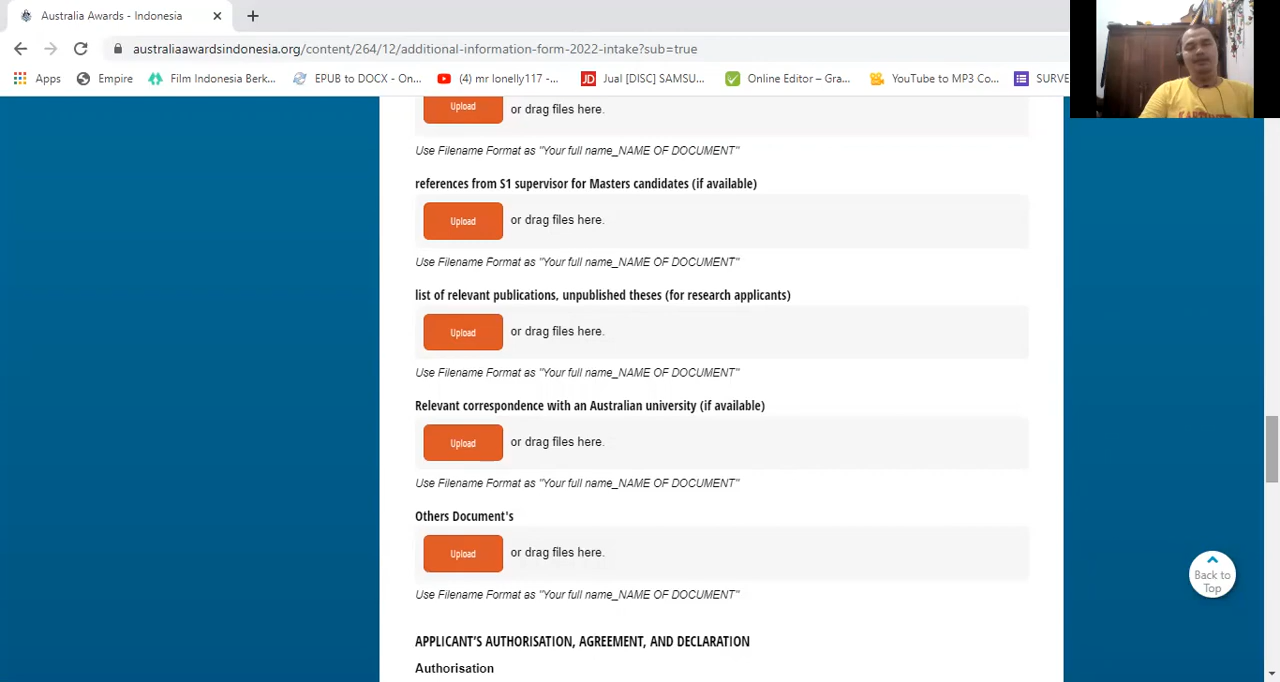 Australia Awards - Indonesia
australiaawardsindonesia.org/content/264/12/additional-information-form-2022-intake?sub=true
Apps Empire Film Indonesia Berk... EPUB to DOCX - On... (4) mr lonelly117 -... Jual [DISC] SAMSU... Online Editor – Gra... YouTube to MP3 Co... SURVE
Upload or drag files here.
Use Filename Format as "Your full name_NAME OF DOCUMENT"
references from S1 supervisor for Masters candidates (if available)
Upload or drag files here.
Use Filename Format as "Your full name_NAME OF DOCUMENT"
list of relevant publications, unpublished theses (for research applicants)
Upload or drag files here.
Use Filename Format as "Your full name_NAME OF DOCUMENT"
Relevant correspondence with an Australian university (if available)
Upload or drag files here.
Use Filename Format as "Your full name_NAME OF DOCUMENT"
Others Document's
Upload or drag files here.
Back to
Top
Use Filename Format as "Your full name_NAME OF DOCUMENT"
APPLICANT'S AUTHORISATION, AGREEMENT, AND DECLARATION
Authorisation